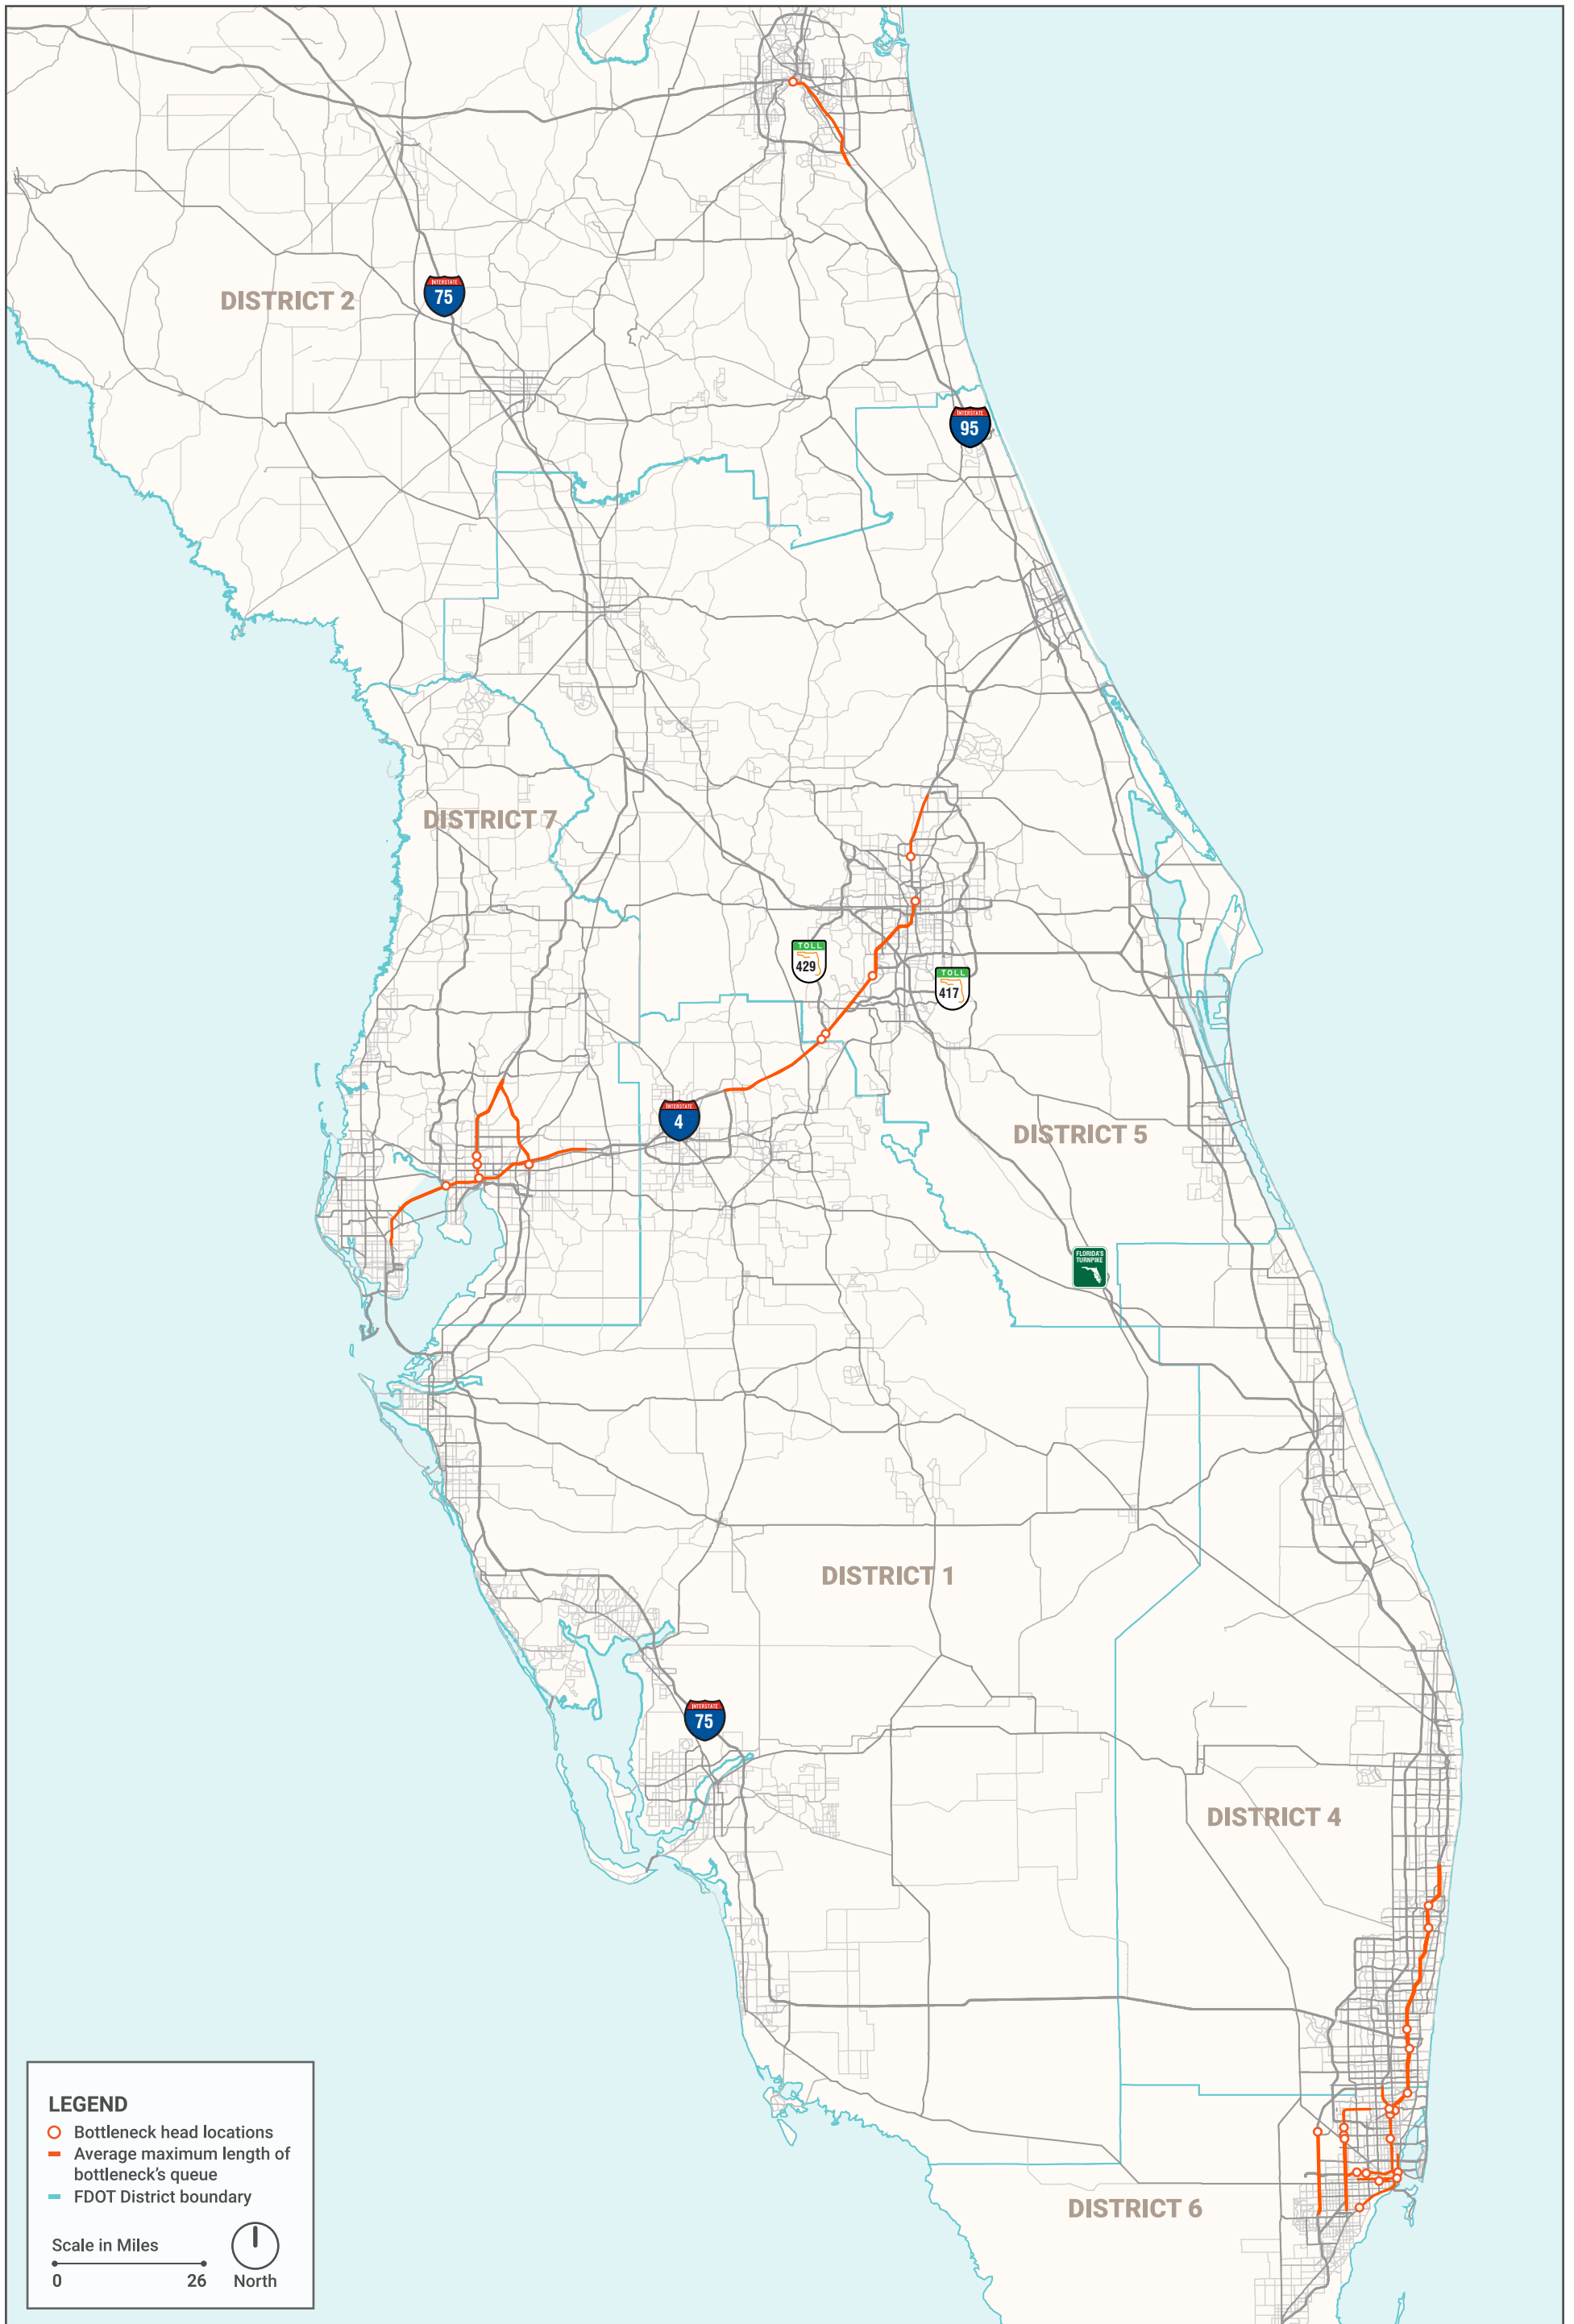 DISTRICT 2
INTERSTATE
75
INTERSTATE
95
DISTRICT 7
TOLL
429
TOLL
417
INTERSTATE
4
DISTRICT 5
FLORIDA'S
TURNPIKE
DISTRICT 1
INTERSTATE
75
DISTRICT 4
DISTRICT 6
LEGEND
Bottleneck head locations
Average maximum length of
bottleneck's queue
FDOT District boundary
Scale in Miles
0 26
North